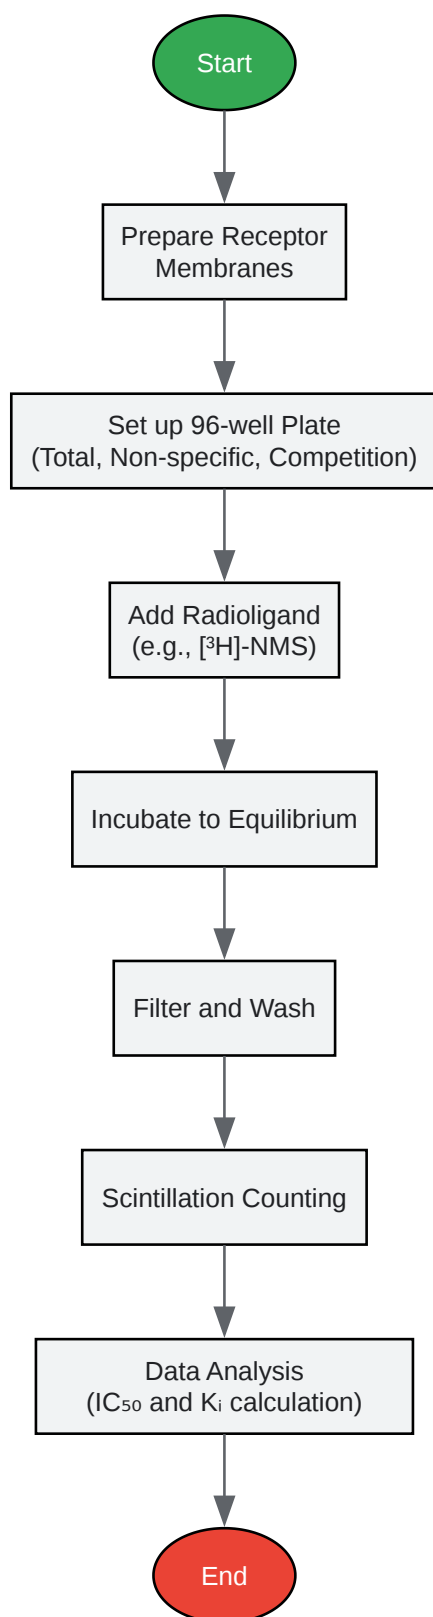 Start
Prepare Receptor
Membranes
Set up 96-well Plate
(Total, Non-specific, Competition)
Add Radioligand
(e.g., [³H]-NMS)
Incubate to Equilibrium
Filter and Wash
Scintillation Counting
Data Analysis
(IC₅₀ and Kᵢ calculation)
End